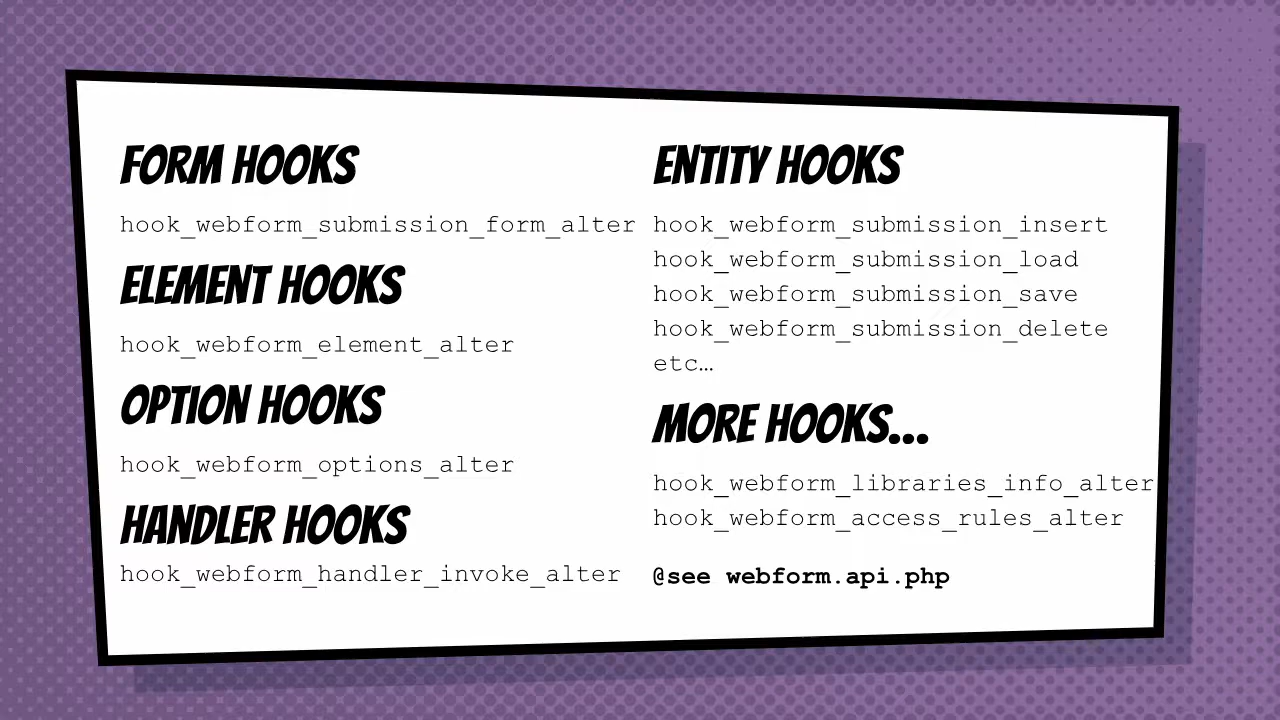 FORM HOOKS
hook_webform_submission_form_alter
ELEMENT HOOKS
hook_webform_element_alter
OPTION HOOKS
hook_webform_options_alter
HANDLER HOOKS
hook_webform_handler_invoke_alter
ENTITY HOOKS
hook_webform_submission_insert
hook_webform_submission_load
hook_webform_submission_save
hook_webform_submission_delete
etc…
MORE HOOKS...
hook_webform_libraries_info_alter
hook_webform_access_rules_alter
@see webform.api.php